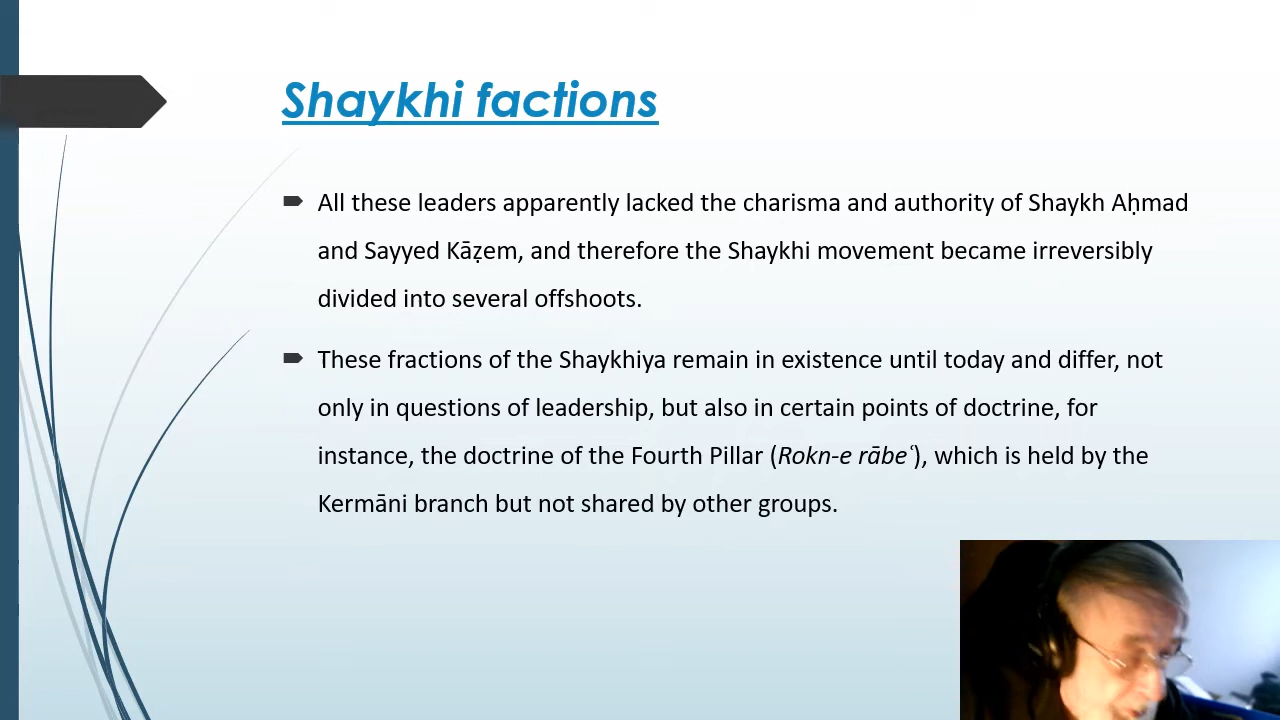 Shaykhi factions
All these leaders apparently lacked the charisma and authority of Shaykh Aḥmad
and Sayyed Kāẓem, and therefore the Shaykhi movement became irreversibly
divided into several offshoots.
These fractions of the Shaykhiya remain in existence until today and differ, not
only in questions of leadership, but also in certain points of doctrine, for
instance, the doctrine of the Fourth Pillar (Rokn-e rābeʿ), which is held by the
Kermāni branch but not shared by other groups.